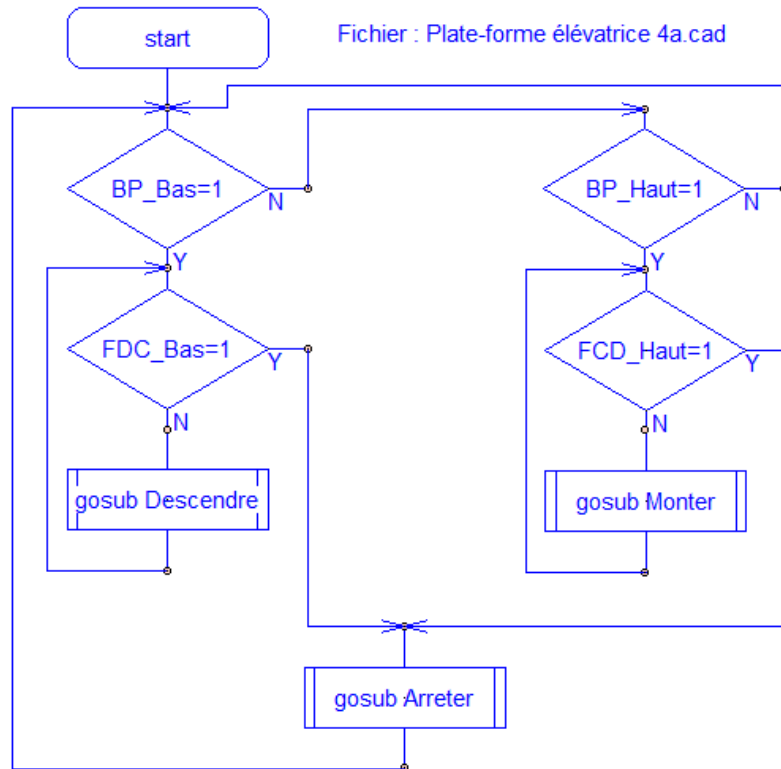 start
Fichier : Plate-forme élévatrice 4a.cad
BP_Bas=1
N
Y
BP_Haut=1
N
Y
FDC_Bas=1
Y
N
FCD_Haut=1
Y
N
gosub Descendre
gosub Monter
gosub Arreter